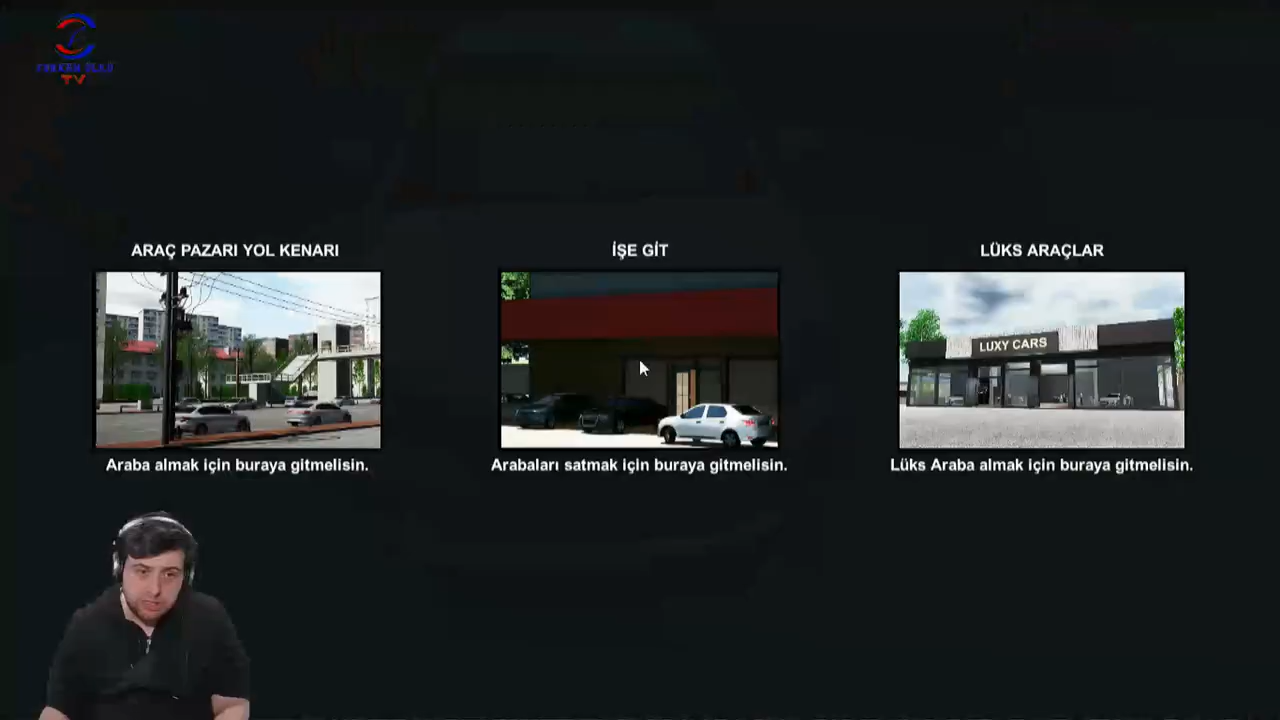 TV
ARAÇ PAZARI YOL KENARI
İŞE GİT
LÜKS ARAÇLAR
LUXY CARS
Araba almak için buraya gitmelisin.
Arabaları satmak için buraya gitmelisin.
Lüks Araba almak için buraya gitmelisin.